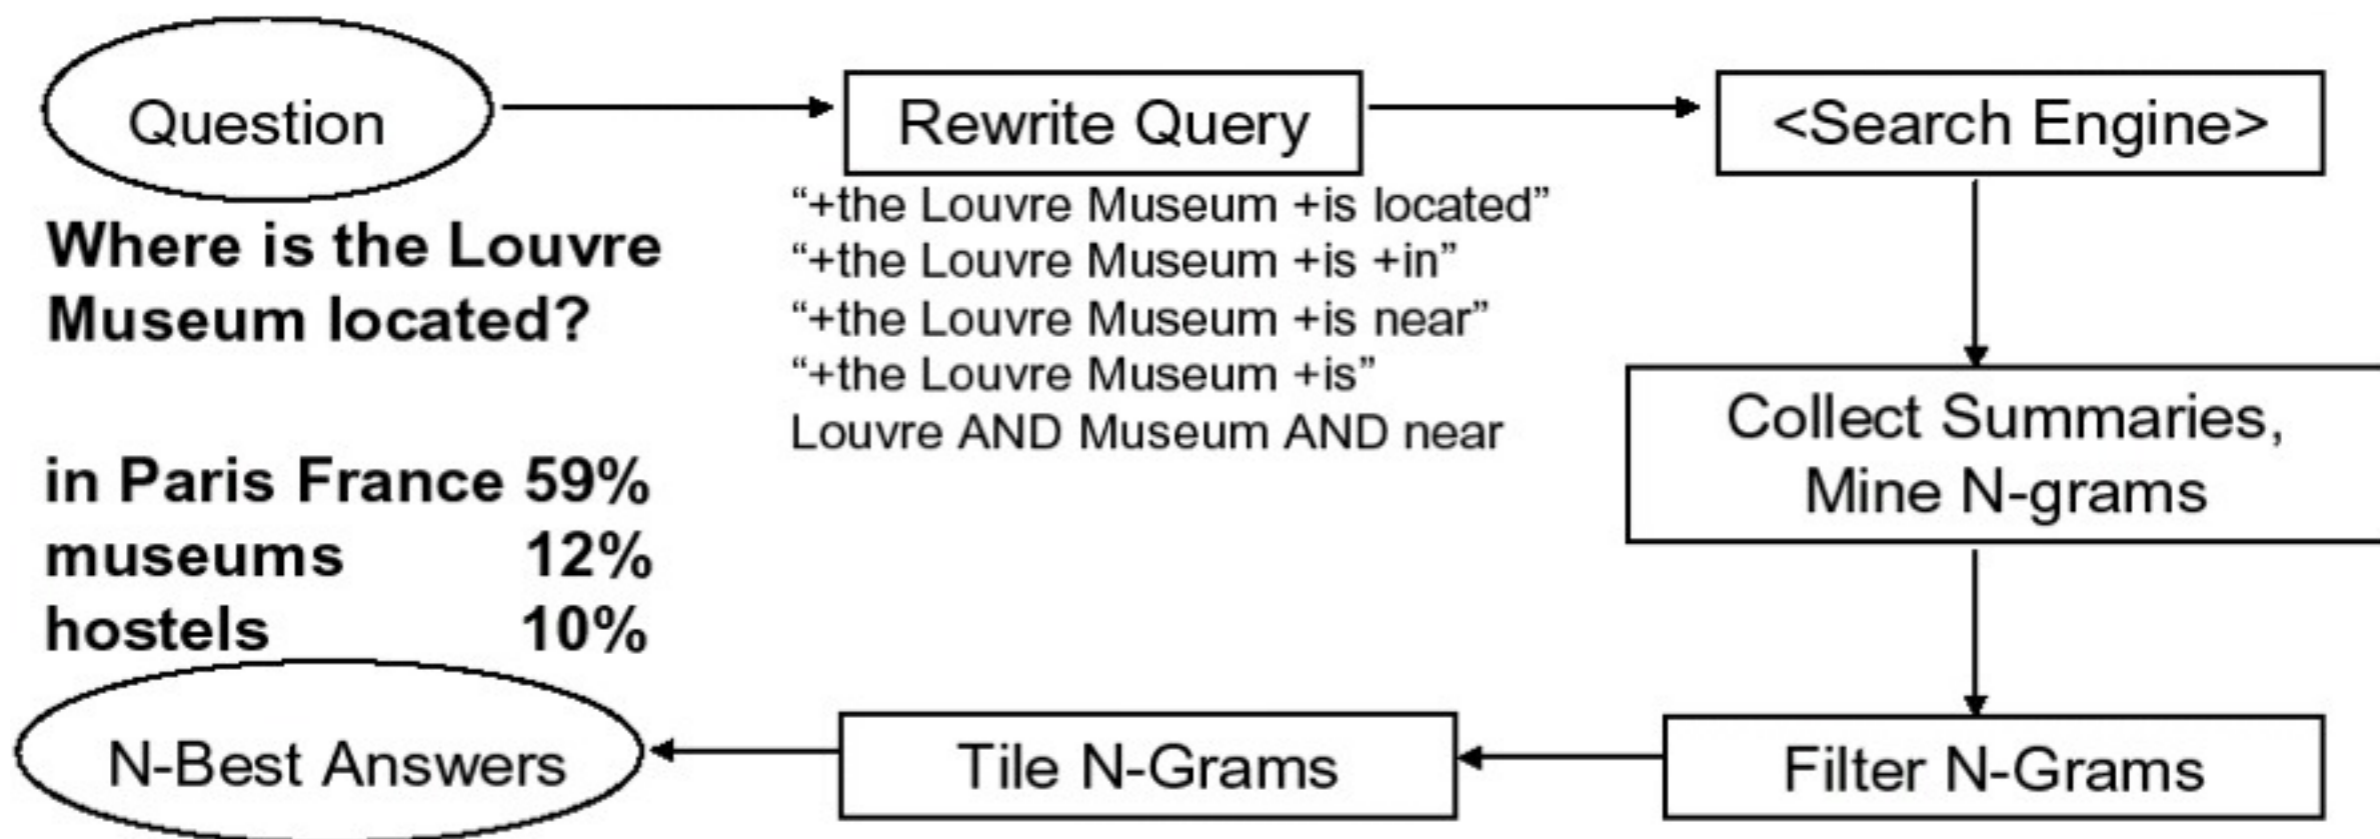 Question
Rewrite Query
<Search Engine>
Where is the Louvre
Museum located?
“+the Louvre Museum +is located”
“+the Louvre Museum +is +in”
“+the Louvre Museum +is near”
“+the Louvre Museum +is”
Louvre AND Museum AND near
Collect Summaries,
Mine N-grams
in Paris France 59%
museums 12%
hostels 10%
N-Best Answers
Tile N-Grams
Filter N-Grams